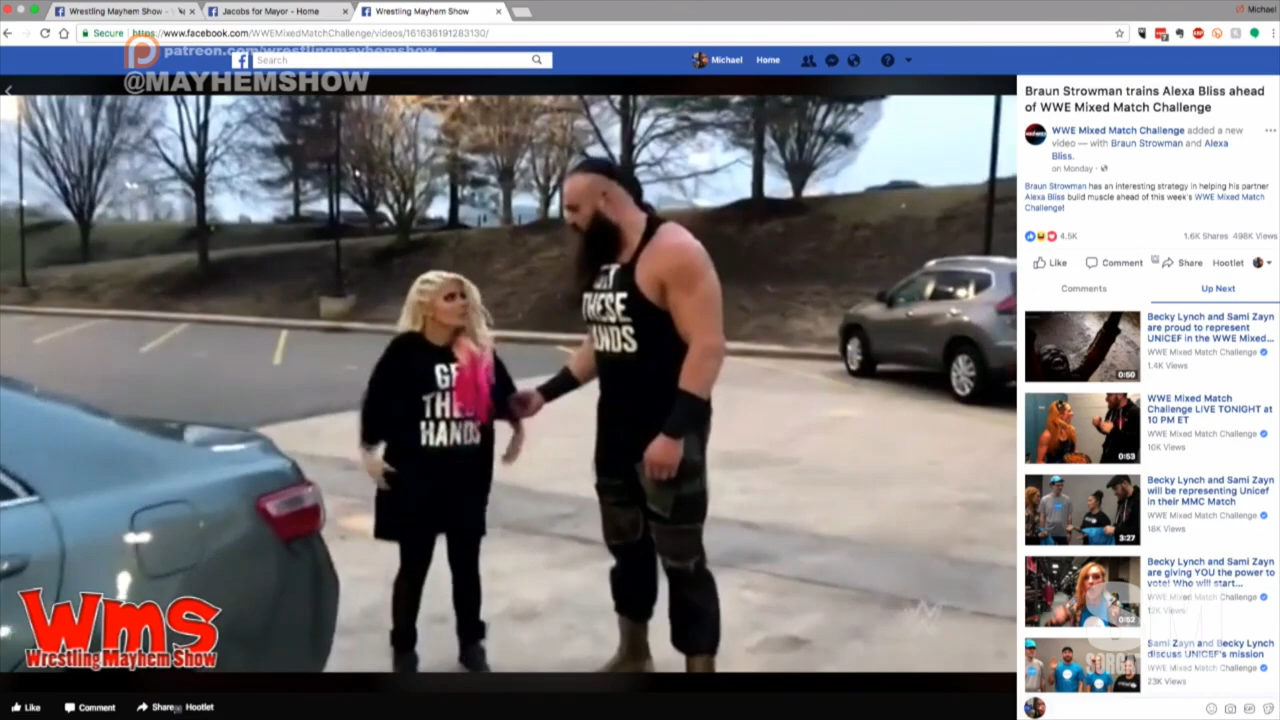 Wrestling Mayhem Show -
Jacobs for Mayor - Home
Wrestling Mayhem Show
Michael
Secure
https://www.facebook.com/WWEMixedMatchChallenge/videos/161636191283130/
patreon.com/wrestlingmayhemshow
@MAYHEMSHOW
Search
Michael
Home
GET
THESE
HANDS
THESE
HANDS
WMS
Wrestling Mayhem Show
Like
Comment
Share
Hootlet
Braun Strowman trains Alexa Bliss ahead
of WWE Mixed Match Challenge
WWE Mixed Match Challenge added a new
video — with Braun Strowman and Alexa
Bliss.
on Monday ·
Braun Strowman has an interesting strategy in helping his partner
Alexa Bliss build muscle ahead of this week's WWE Mixed Match
Challenge!
4.5K
1.6K Shares 498K Views
Like
Comment
Share
Hootlet
Comments
Up Next
0:50
Becky Lynch and Sami Zayn
are proud to represent
UNICEF in the WWE Mixed...
WWE Mixed Match Challenge
1.4K Views
0:53
WWE Mixed Match
Challenge LIVE TONIGHT at
10 PM ET
WWE Mixed Match Challenge
10K Views
3:27
Becky Lynch and Sami Zayn
will be representing Unicef
in their MMC Match
WWE Mixed Match Challenge
18K Views
0:52
Becky Lynch and Sami Zayn
are giving YOU the power to
vote! Who will start...
WWE Mixed Match Challenge
12K Views
Sami Zayn and Becky Lynch
discuss UNICEF's mission
WWE Mixed Match Challenge
23K Views